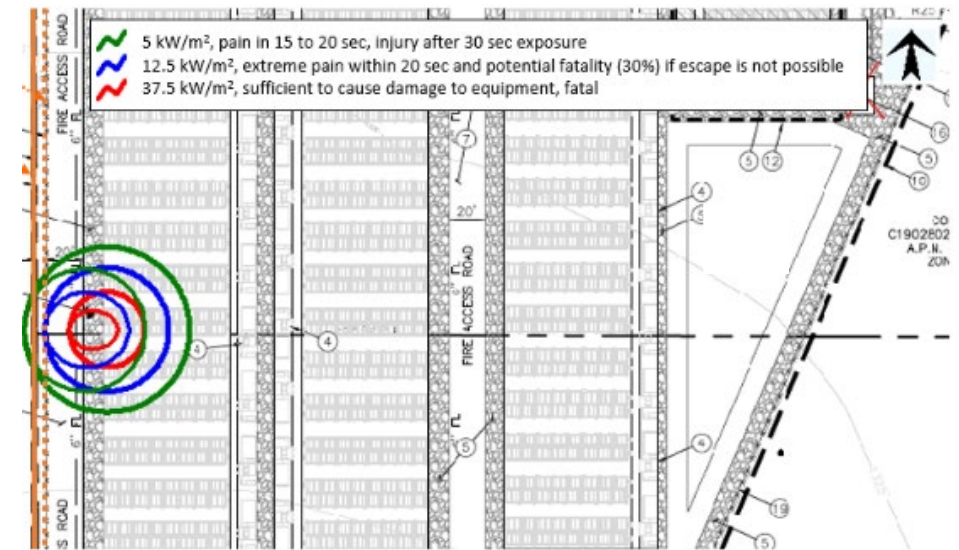 5 kW/m², pain in 15 to 20 sec, injury after 30 sec exposure
12.5 kW/m², extreme pain within 20 sec and potential fatality (30%) if escape is not possible
37.5 kW/m², sufficient to cause damage to equipment, fatal
FIRE ACCESS ROAD
6" FL
7
5
12
16
5
10
4
20'
CO
C1902802
A.P.N.
ZON
20'
6" FL
FIRE ACCESS ROAD
4
4
6" FL
5
4
19
5
S ROAD